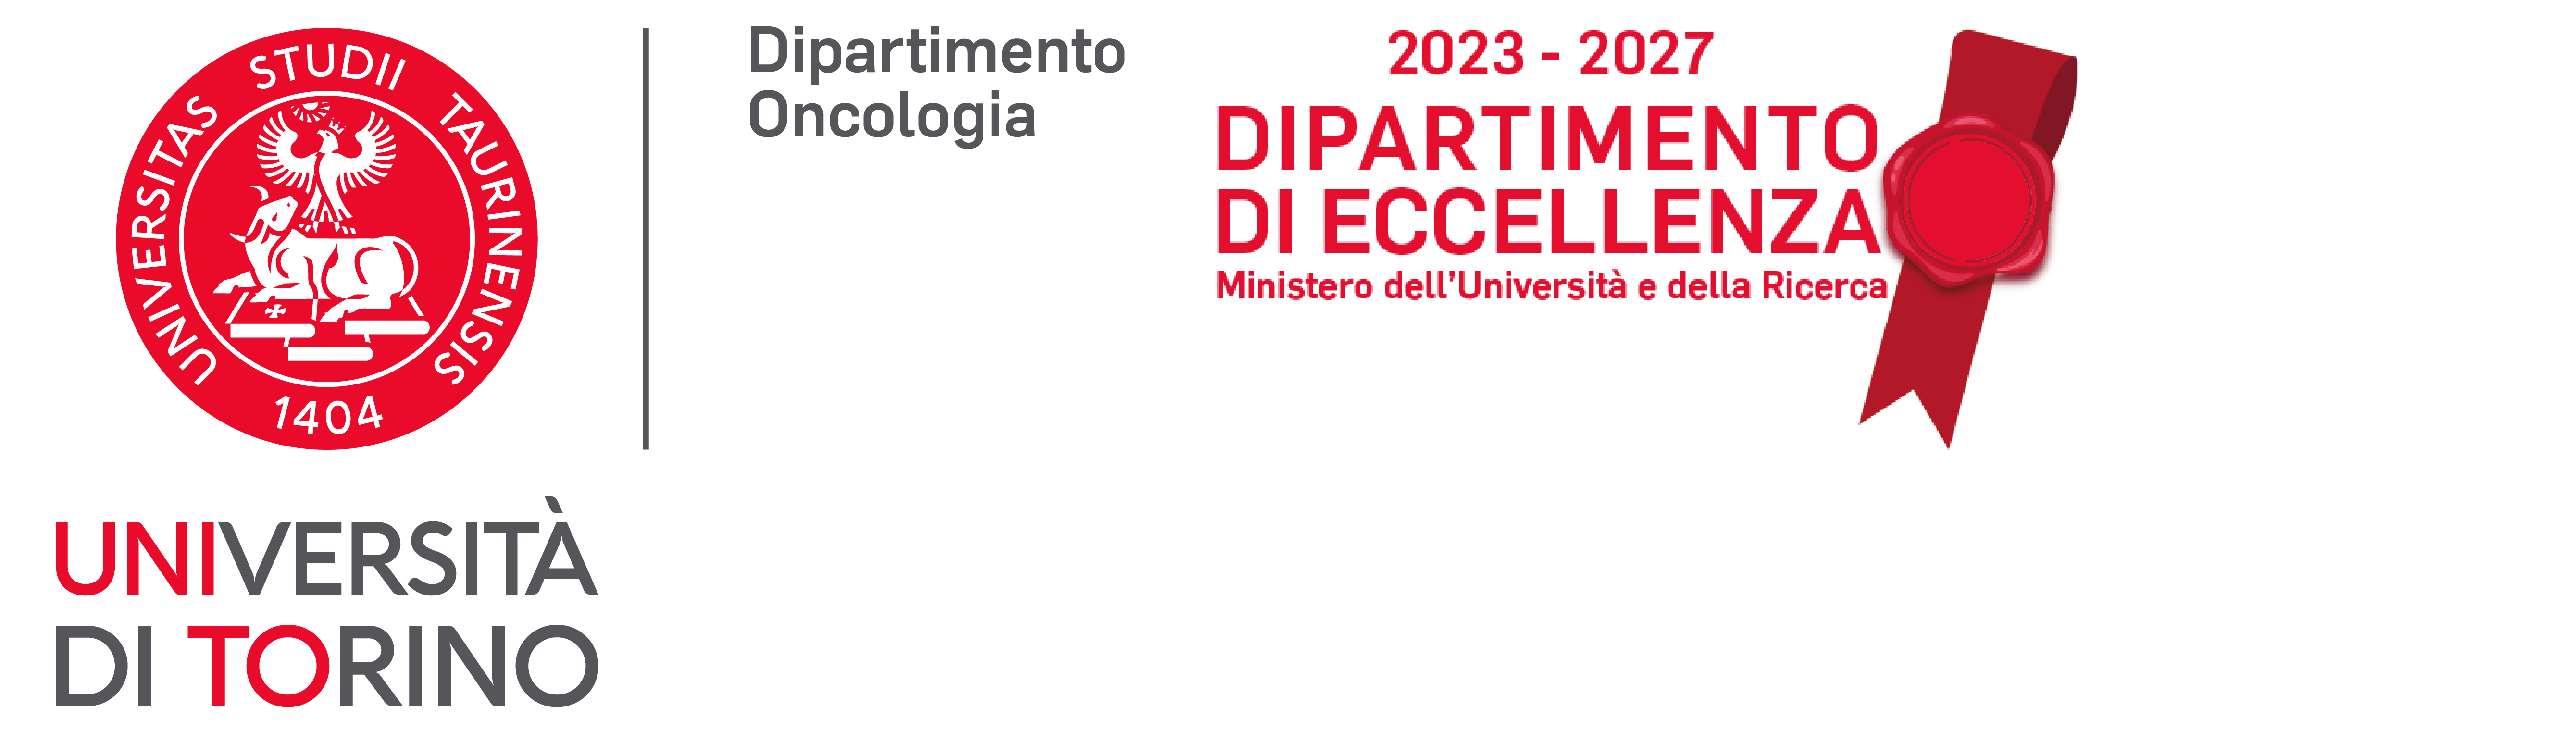 UNIVERSITAS STUDII TAURINENSIS
1404
UNIVERSITÀ
DI TORINO
Dipartimento
Oncologia
2023 - 2027
DIPARTIMENTO
DI ECCELLENZA
Ministero dell'Università e della Ricerca